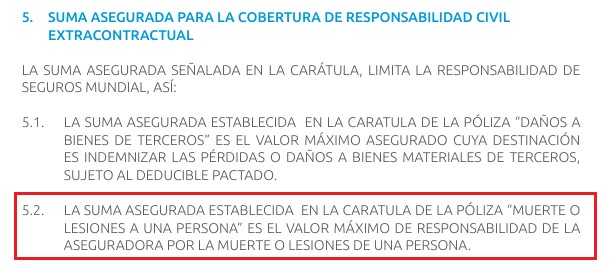 5. SUMA ASEGURADA PARA LA COBERTURA DE RESPONSABILIDAD CIVIL
EXTRACONTRACTUAL
LA SUMA ASEGURADA SEÑALADA EN LA CARÁTULA, LIMITA LA RESPONSABILIDAD DE
SEGUROS MUNDIAL, ASÍ:
5.1. LA SUMA ASEGURADA ESTABLECIDA EN LA CARATULA DE LA PÓLIZA “DAÑOS A
BIENES DE TERCEROS” ES EL VALOR MÁXIMO ASEGURADO CUYA DESTINACIÓN
ES INDEMNIZAR LAS PÉRDIDAS O DAÑOS A BIENES MATERIALES DE TERCEROS,
SUJETO AL DEDUCIBLE PACTADO.
5.2. LA SUMA ASEGURADA ESTABLECIDA EN LA CARATULA DE LA PÓLIZA “MUERTE O
LESIONES A UNA PERSONA” ES EL VALOR MÁXIMO DE RESPONSABILIDAD DE LA
ASEGURADORA POR LA MUERTE O LESIONES DE UNA PERSONA.